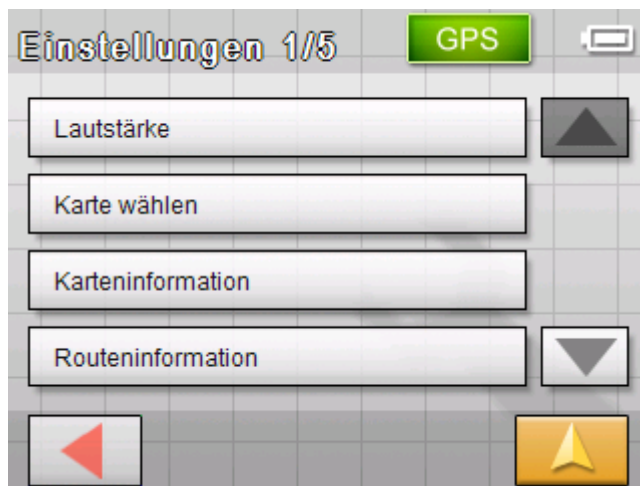 Einstellungen 1/5 GPS
Lautstärke
Karte wählen
Karteninformation
Routeninformation